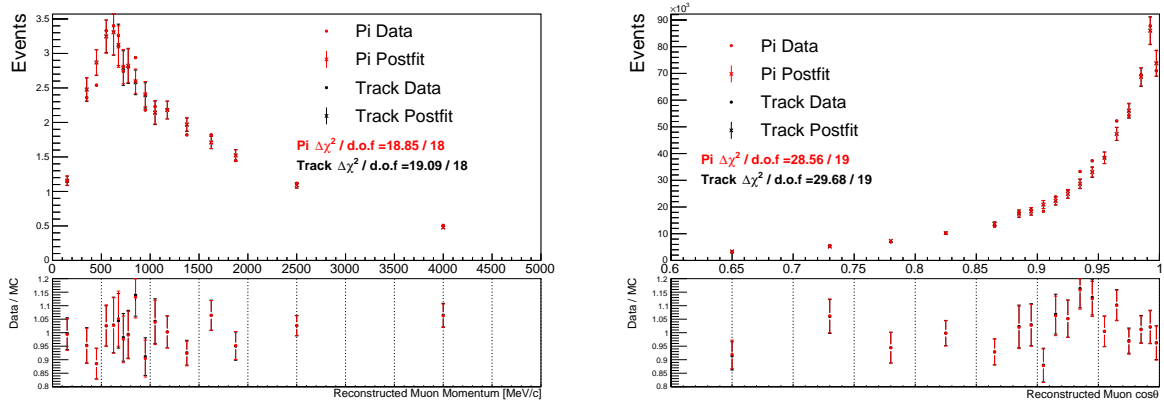 Events
3.5
3
2.5
2
1.5
1
0.5
0
Pi Data
Pi Postfit
Track Data
Track Postfit
Pi Δχ² / d.o.f =18.85 / 18
Track Δχ² / d.o.f =19.09 / 18
0 500 1000 1500 2000 2500 3000 3500 4000 4500 5000
Data / MC
1.2
1.15
1.1
1.05
1
0.95
0.9
0.85
0.8
Reconstructed Muon Momentum [MeV/c]
Events
×10³
90
80
70
60
50
40
30
20
10
0
Pi Data
Pi Postfit
Track Data
Track Postfit
Pi Δχ² / d.o.f =28.56 / 19
Track Δχ² / d.o.f =29.68 / 19
0.6 0.65 0.7 0.75 0.8 0.85 0.9 0.95 1
Data / MC
1.2
1.15
1.1
1.05
1
0.95
0.9
0.85
0.8
Reconstructed Muon cosθ